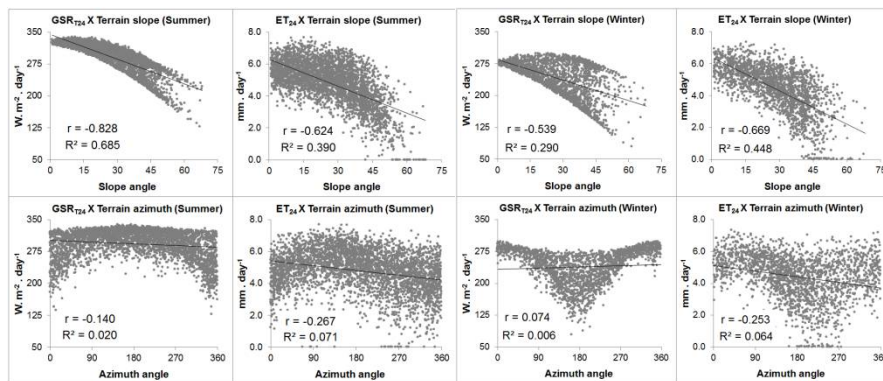 GSR_T24 X Terrain slope (Summer)
350
275
200
125
50
W. m⁻² . day⁻¹
r = -0.828
R² = 0.685
0 15 30 45 60 75
Slope angle
ET₂₄ X Terrain slope (Summer)
8.0
6.0
4.0
2.0
0.0
mm . day⁻¹
r = -0.624
R² = 0.390
0 15 30 45 60 75
Slope angle
GSR_T24 X Terrain slope (Winter)
350
275
200
125
50
W. m⁻² . day⁻¹
r = -0.539
R² = 0.290
0 15 30 45 60 75
Slope angle
ET₂₄ X Terrain slope (Winter)
8.0
6.0
4.0
2.0
0.0
mm . day⁻¹
r = -0.669
R² = 0.448
0 15 30 45 60 75
Slope angle
GSR_T24 X Terrain azimuth (Summer)
350
275
200
125
50
W. m⁻² . day⁻¹
r = -0.140
R² = 0.020
0 90 180 270 360
Azimuth angle
ET₂₄ X Terrain azimuth (Summer)
8.0
6.0
4.0
2.0
0.0
mm . day⁻¹
r = -0.267
R² = 0.071
0 90 180 270 360
Azimuth angle
GSR_T24 X Terrain azimuth (Winter)
350
275
200
125
50
W. m⁻² . day⁻¹
r = 0.074
R² = 0.006
0 90 180 270 360
Azimuth angle
ET₂₄ X Terrain azimuth (Winter)
8.0
6.0
4.0
2.0
0.0
mm . day⁻¹
r = -0.253
R² = 0.064
0 90 180 270 360
Azimuth angle